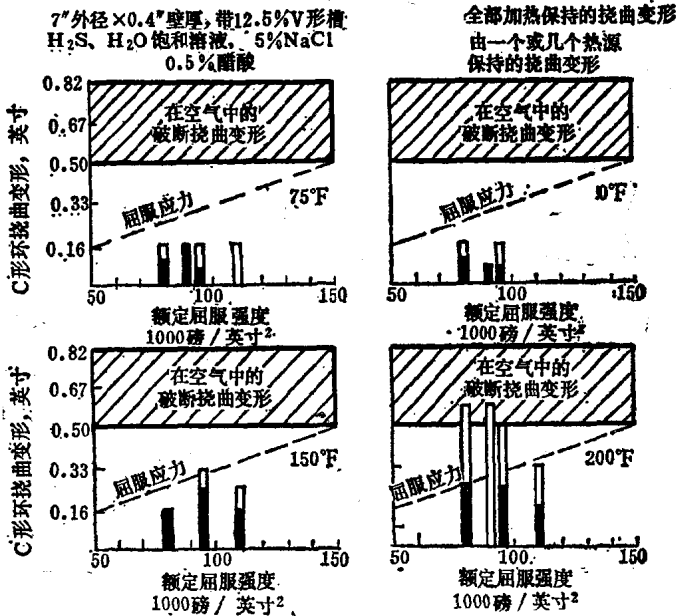 7″外径×0.4″壁厚,带12.5%V形槽
H₂S、H₂O饱和溶液, 5%NaCl
0.5%醋酸
全部加热保持的挠曲变形
由一个或几个热源
保持的挠曲变形
C形环挠曲变形,英寸
0.82
0.67
0.50
0.33
0.16
在空气中的
破断挠曲变形
屈服应力
75°F
50
100
150
额定屈服强度
1000磅/英寸²
在空气中的
破断挠曲变形
屈服应力
0°F
50
100
150
额定屈服强度
1000磅/英寸²
C形环挠曲变形,英寸
0.82
0.67
0.50
0.33
0.16
在空气中的
破断挠曲变形
屈服应力
150°F
50
100
150
额定屈服强度
1000磅/英寸²
在空气中的
破断挠曲变形
屈服应力
200°F
50
100
150
额定屈服强度
1000磅/英寸²